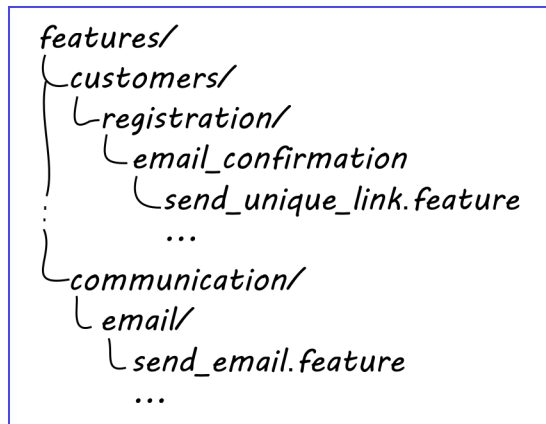 features/
customers/
registration/
email_confirmation
send_unique_link.feature
...
communication/
email/
send_email.feature
...